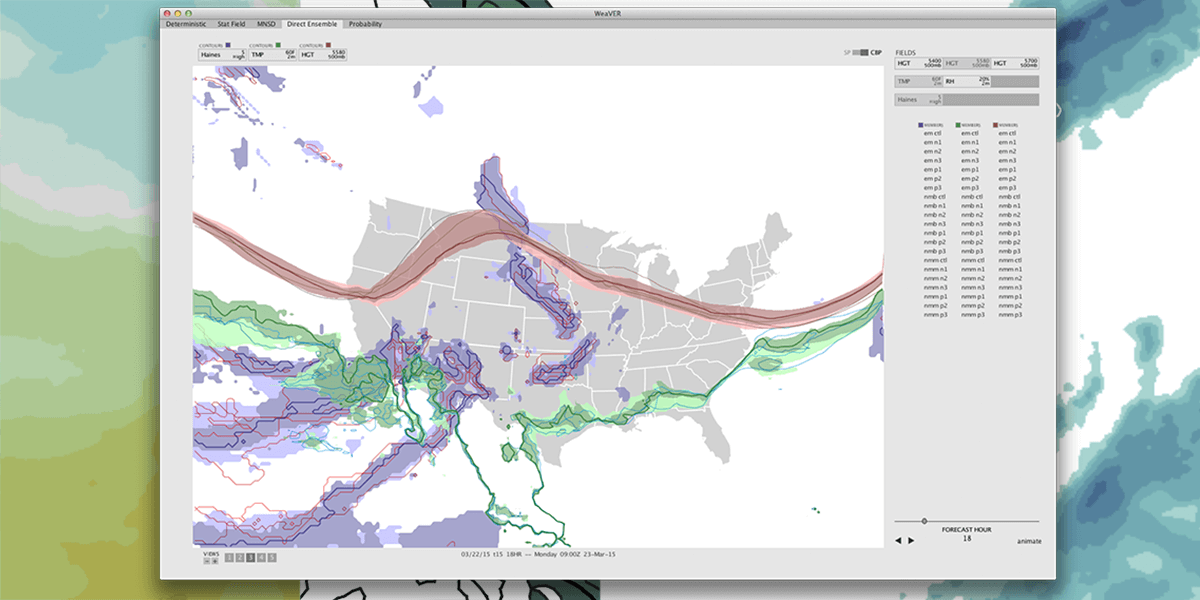 WeaVER
Deterministic Stat Field MNSD Direct Ensemble Probability
CONTOURS CONTOURS CONTOURS
Haines 5 high TMP 60F 2m HGT 5580 500mb
SP CBP
FIELDS
HGT 5400 500mb HGT 5580 500mb HGT 5700 500mb
TMP 60F 2m RH 20% 2m
Haines 5 high
MEMBERS MEMBERS MEMBERS
em ctl em ctl em ctl
em n1 em n1 em n1
em n2 em n2 em n2
em n3 em n3 em n3
em p1 em p1 em p1
em p2 em p2 em p2
em p3 em p3 em p3
nmb ctl nmb ctl nmb ctl
nmb n1 nmb n1 nmb n1
nmb n2 nmb n2 nmb n2
nmb n3 nmb n3 nmb n3
nmb p1 nmb p1 nmb p1
nmb p2 nmb p2 nmb p2
nmb p3 nmb p3 nmb p3
nmm ctl nmm ctl nmm ctl
nmm n1 nmm n1 nmm n1
nmm n2 nmm n2 nmm n2
nmm n3 nmm n3 nmm n3
nmm p1 nmm p1 nmm p1
nmm p2 nmm p2 nmm p2
nmm p3 nmm p3 nmm p3
FORECAST HOUR
18
animate
VIEWS
1 2 3 4 5
03/22/15 t15 18HR -- Monday 09:00Z 23-Mar-15